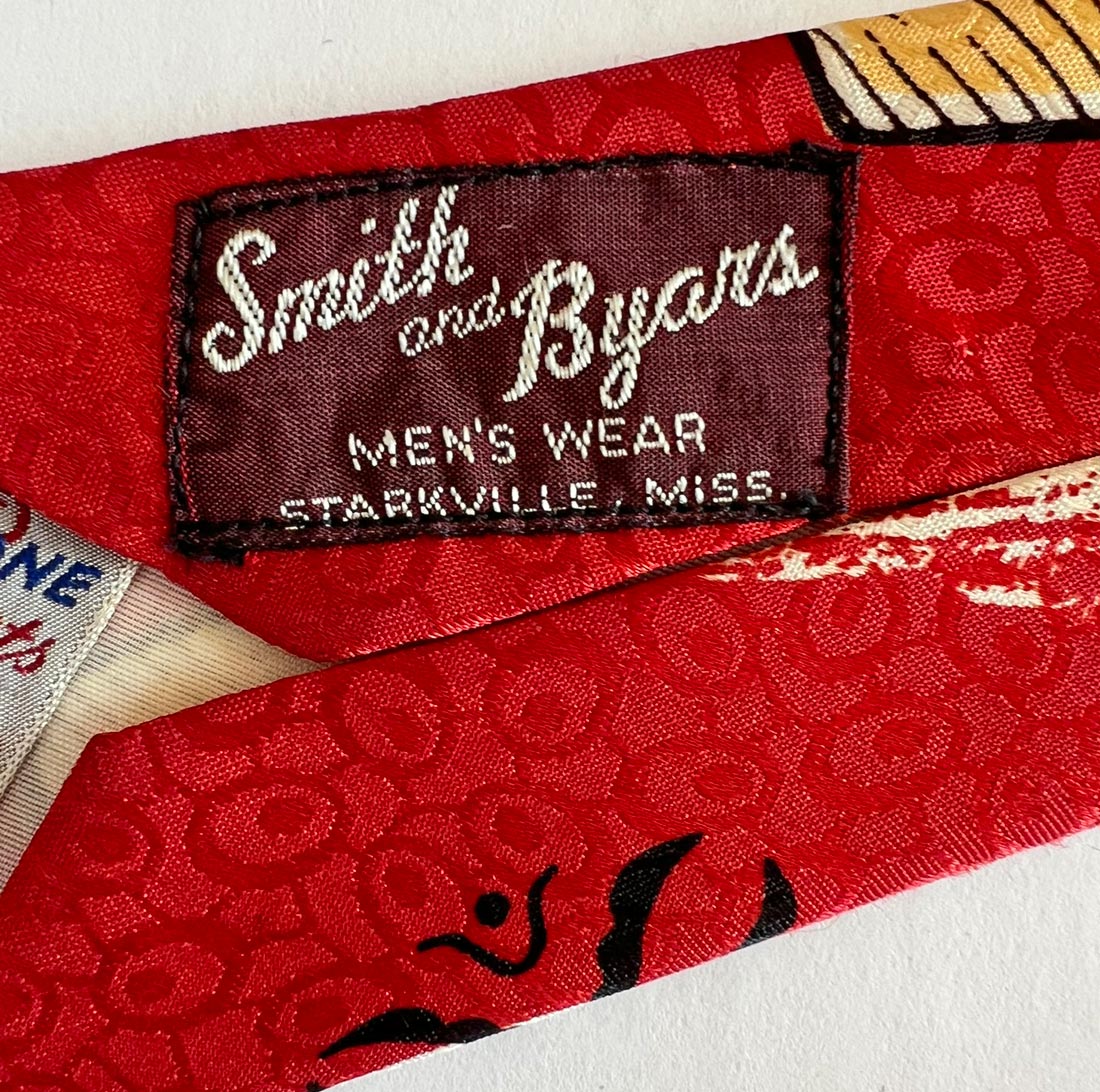 Smith
and Byars
MEN'S WEAR
STARKVILLE, MISS.